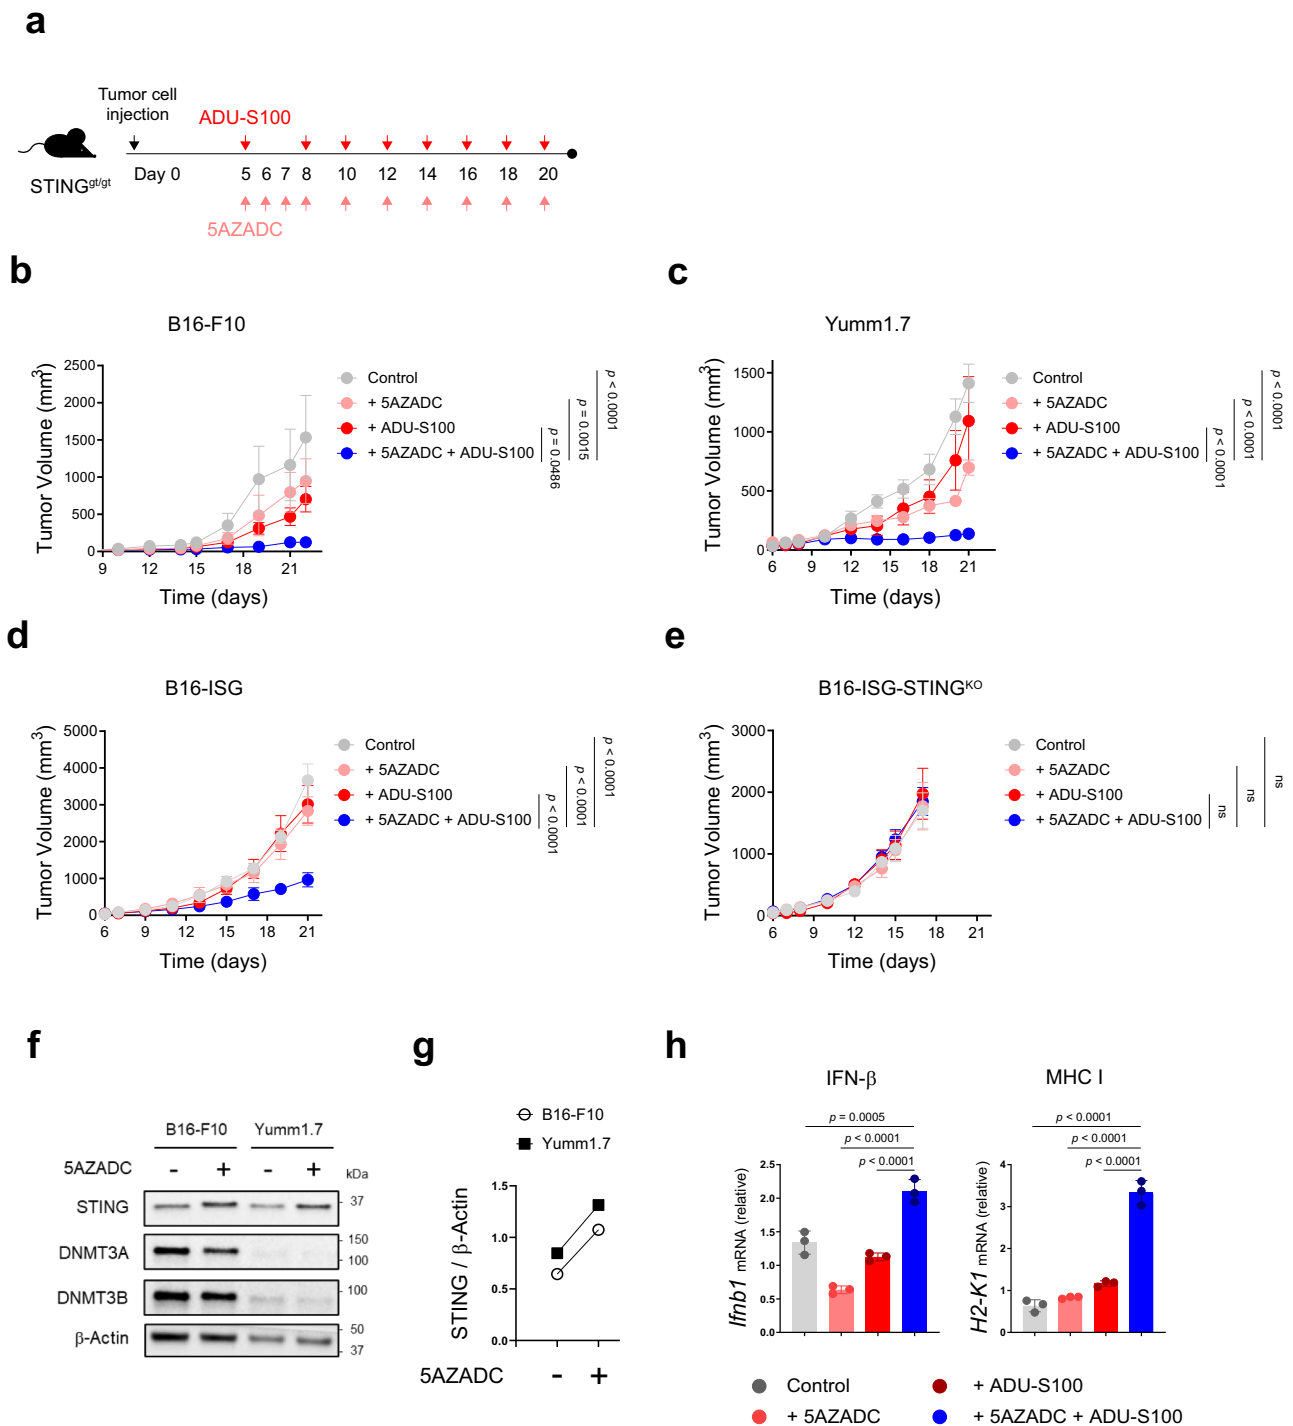 a
Tumor cell
injection
ADU-S100
STINGgt/gt
Day 0 5 6 7 8 10 12 14 16 18 20
5AZADC
b
B16-F10
Tumor Volume (mm3)
2500
2000
1500
1000
500
0
9 12 15 18 21
Time (days)
Control
+ 5AZADC
+ ADU-S100
+ 5AZADC + ADU-S100
p = 0.0486
p = 0.0015
p < 0.0001
c
Yumm1.7
Tumor Volume (mm3)
1500
1000
500
0
6 9 12 15 18 21
Time (days)
Control
+ 5AZADC
+ ADU-S100
+ 5AZADC + ADU-S100
p < 0.0001
p < 0.0001
p < 0.0001
d
B16-ISG
Tumor Volume (mm3)
5000
4000
3000
2000
1000
0
6 9 12 15 18 21
Time (days)
Control
+ 5AZADC
+ ADU-S100
+ 5AZADC + ADU-S100
p < 0.0001
p < 0.0001
p < 0.0001
e
B16-ISG-STINGKO
Tumor Volume (mm3)
3000
2000
1000
0
6 9 12 15 18 21
Time (days)
Control
+ 5AZADC
+ ADU-S100
+ 5AZADC + ADU-S100
ns
ns
ns
f
B16-F10 Yumm1.7
5AZADC - + - + kDa
STING 37
DNMT3A 150
100
DNMT3B 100
β-Actin 50
37
g
B16-F10
Yumm1.7
STING / β-Actin
1.5
1.0
0.5
0.0
5AZADC - +
h
IFN-β
p = 0.0005
p < 0.0001
p < 0.0001
Ifnb1 mRNA (relative)
2.5
2.0
1.5
1.0
0.5
0.0
MHC I
p < 0.0001
p < 0.0001
p < 0.0001
H2-K1 mRNA (relative)
4
3
2
1
0
Control
+ ADU-S100
+ 5AZADC
+ 5AZADC + ADU-S100